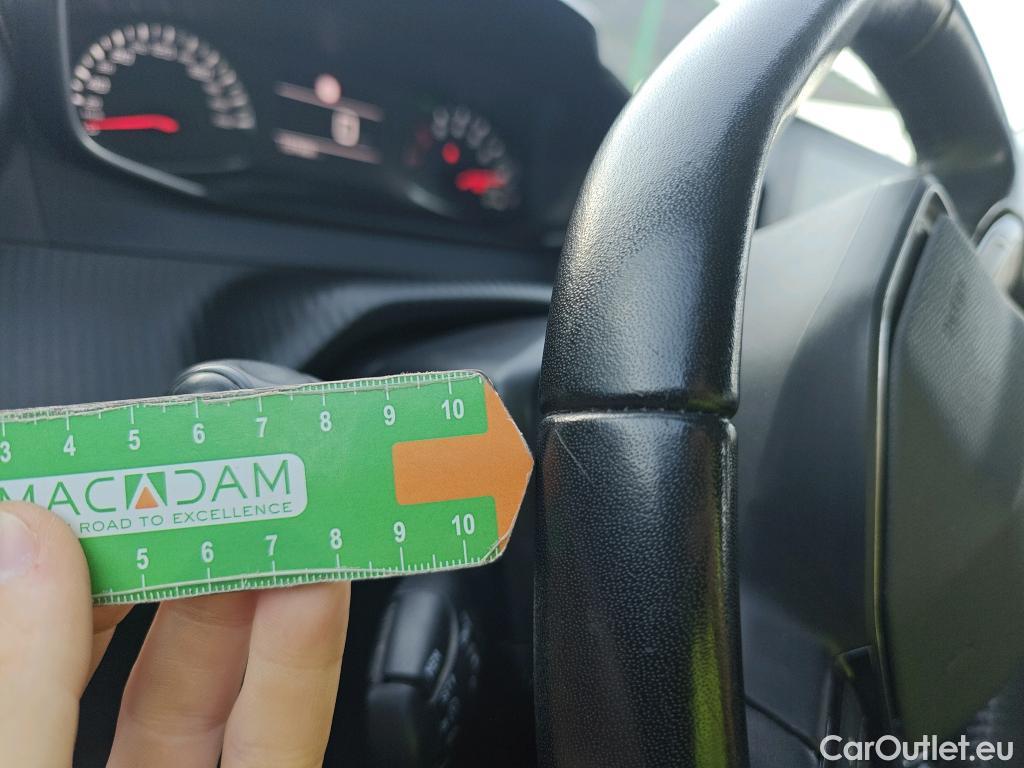 3 4 5 6 7 8 9 10
MACADAM
ROAD TO EXCELLENCE
5 6 7 8 9 10
CarOutlet.eu